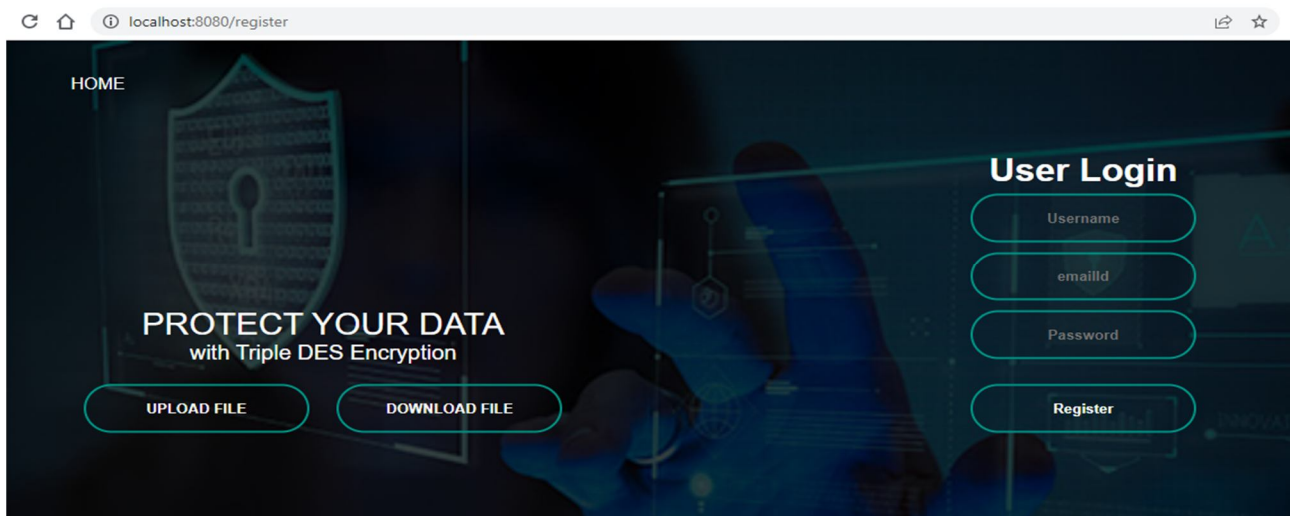 localhost:8080/register
HOME
User Login
Username
emailId
Password
Register
PROTECT YOUR DATA
with Triple DES Encryption
UPLOAD FILE
DOWNLOAD FILE